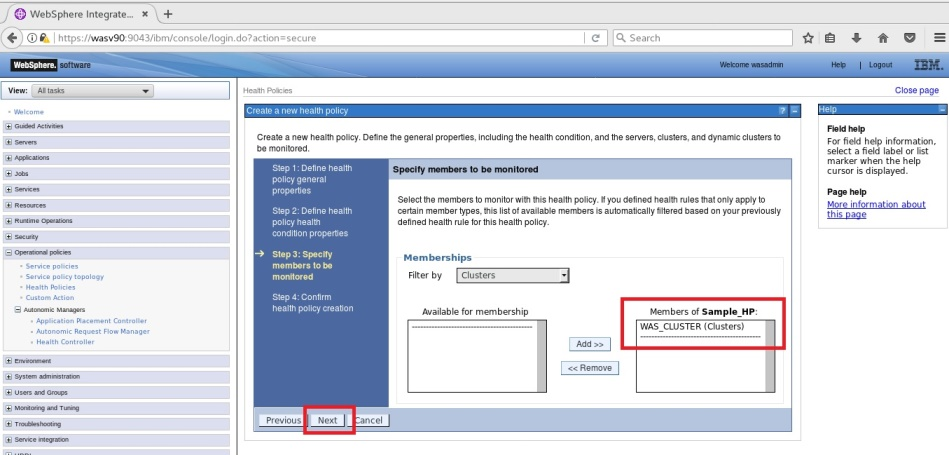 WebSphere Integrate...
https://wasv90:9043/ibm/console/login.do?action=secure
Search
WebSphere. software
Welcome wasadmin
Help
Logout
IBM.
View: All tasks
Welcome
Guided Activities
Servers
Applications
Jobs
Services
Resources
Runtime Operations
Security
Operational policies
Service policies
Service policy topology
Health Policies
Custom Action
Autonomic Managers
Application Placement Controller
Autonomic Request Flow Manager
Health Controller
Environment
System administration
Users and Groups
Monitoring and Tuning
Troubleshooting
Service integration
UDDI
Health Policies
Close page
Create a new health policy
?
Create a new health policy. Define the general properties, including the health condition, and the servers, clusters, and dynamic clusters to
be monitored.
Step 1: Define health
policy general
properties
Step 2: Define health
policy health
condition properties
Step 3: Specify
members to be
monitored
Step 4: Confirm
health policy creation
Specify members to be monitored
Select the members to monitor with this health policy. If you defined health rules that only apply to
certain member types, this list of available members is automatically filtered based on your previously
defined health rule for this health policy.
Memberships
Filter by
Clusters
Available for membership
Add >>
<< Remove
Members of Sample_HP:
WAS_CLUSTER (Clusters)
Previous
Next
Cancel
Help
Field help
For field help information,
select a field label or list
marker when the help
cursor is displayed.
Page help
More information about
this page